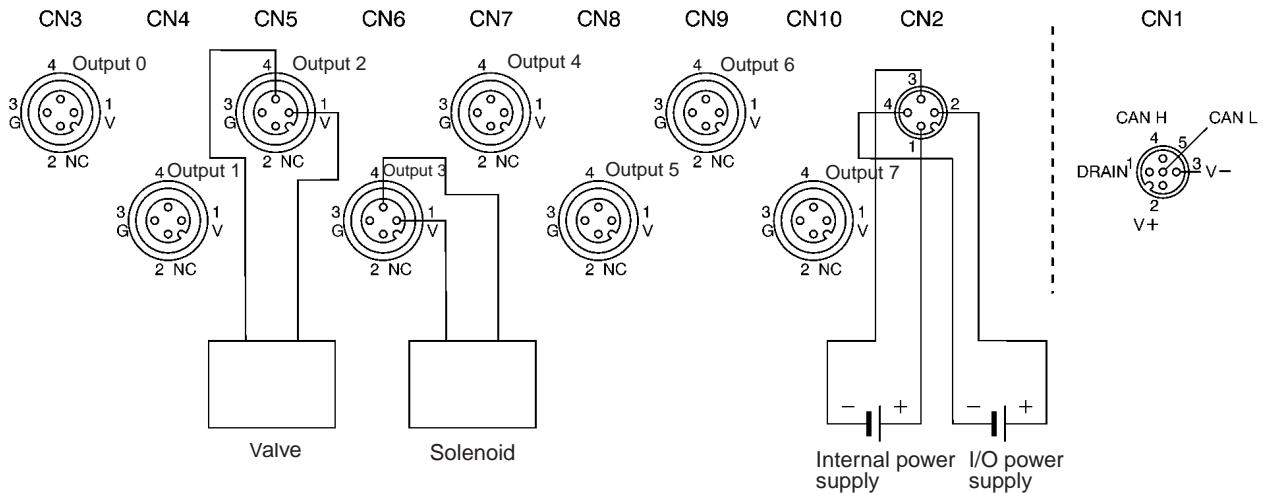 CN3 CN4 CN5 CN6 CN7 CN8 CN9 CN10 CN2 CN1
4 Output 0
3 1
G V
2 NC
4 Output 2
3 1
G V
2 NC
4 Output 4
3 1
G V
2 NC
4 Output 6
3 1
G V
2 NC
3
4 2
1
CAN H CAN L
4 5
DRAIN 1 3 V−
2
V+
4 Output 1
3 1
G V
2 NC
4 Output 3
3 1
G V
2 NC
4 Output 5
3 1
G V
2 NC
4 Output 7
3 1
G V
2 NC
− + − +
Valve
Solenoid
Internal power
supply
I/O power
supply